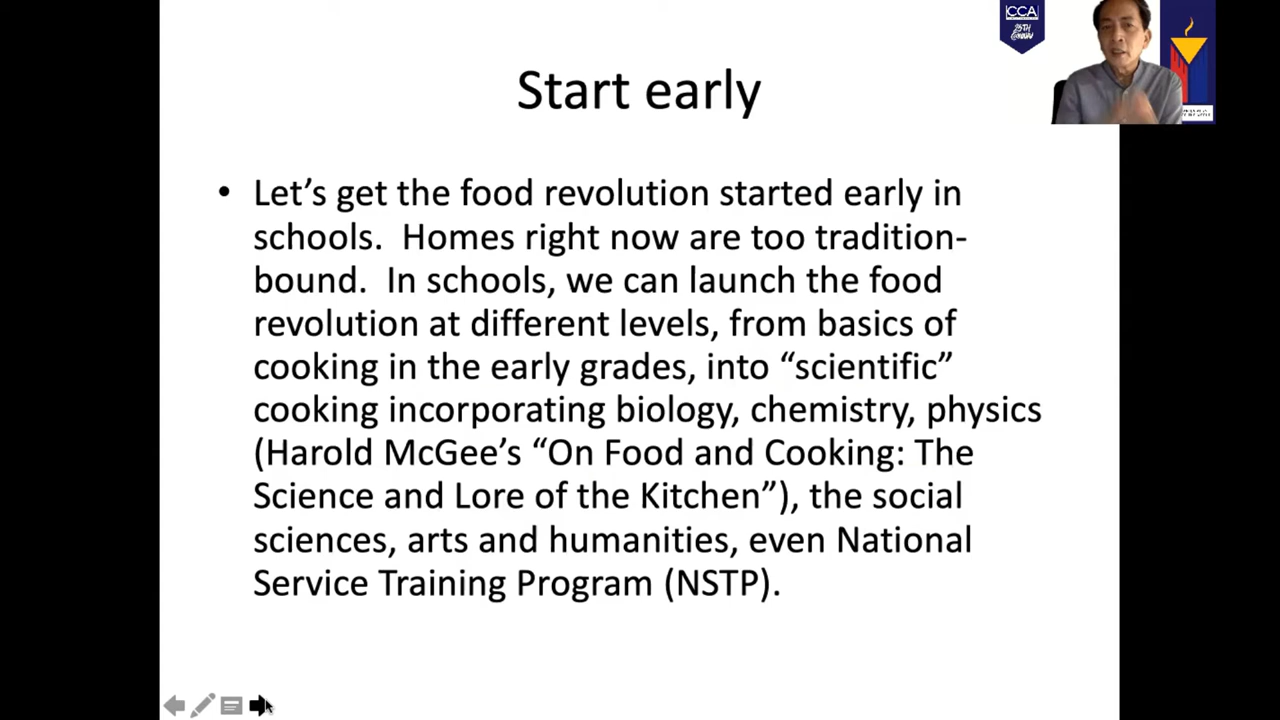 CCA
25TH
Start early
• Let’s get the food revolution started early in
schools.  Homes right now are too tradition-
bound.  In schools, we can launch the food
revolution at different levels, from basics of
cooking in the early grades, into “scientific”
cooking incorporating biology, chemistry, physics
(Harold McGee’s “On Food and Cooking: The
Science and Lore of the Kitchen”), the social
sciences, arts and humanities, even National
Service Training Program (NSTP).